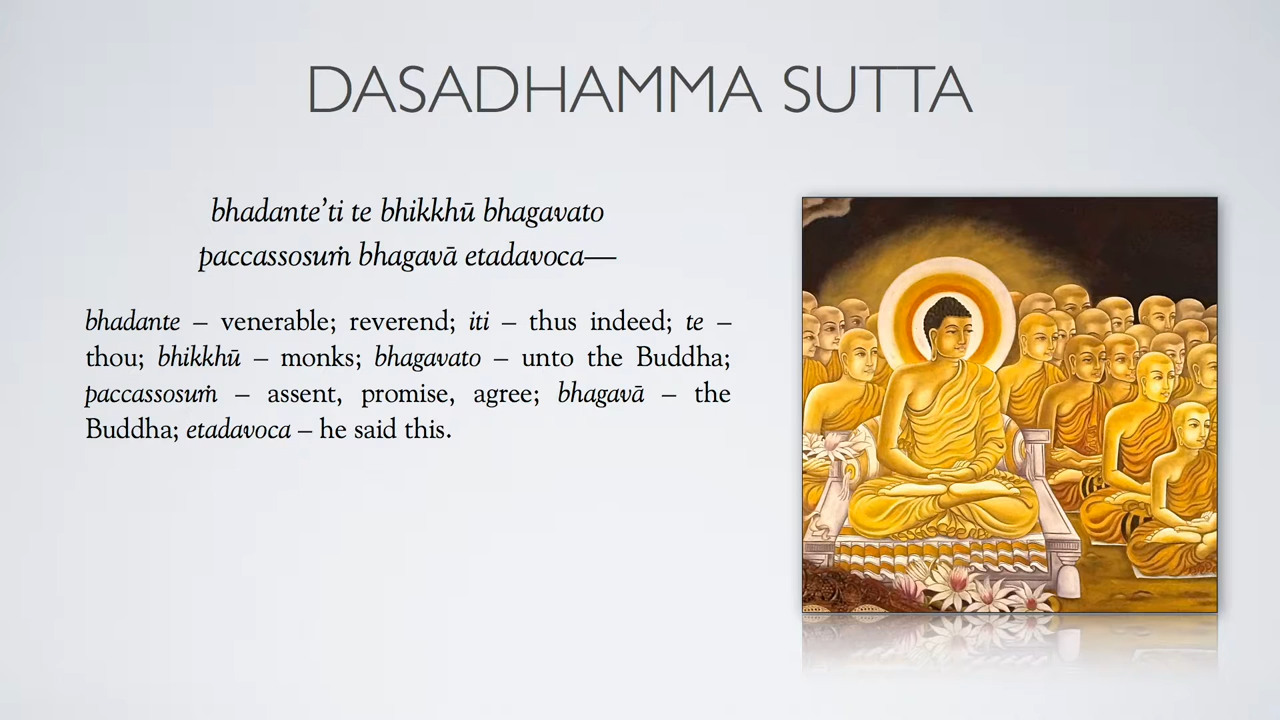 DASADHAMMA SUTTA
bhadante’ti te bhikkhū bhagavato
paccassosuṁ bhagavā etadavoca—
bhadante – venerable; reverend; iti – thus indeed; te –
thou; bhikkhū – monks; bhagavato – unto the Buddha;
paccassosuṁ – assent, promise, agree; bhagavā – the
Buddha; etadavoca – he said this.